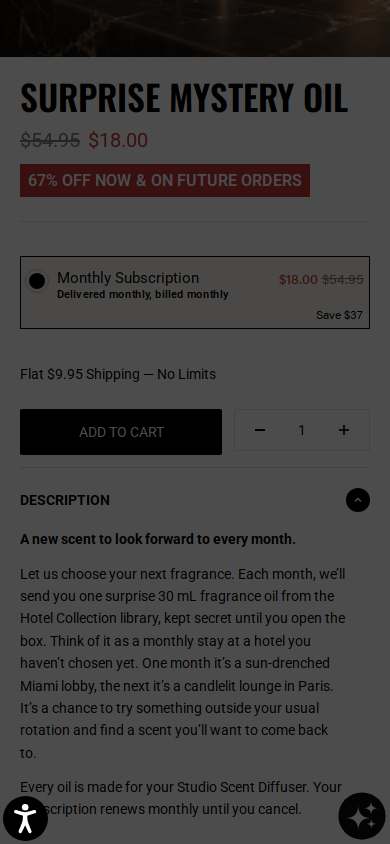 SURPRISE MYSTERY OIL
$54.95 $18.00
67% OFF NOW & ON FUTURE ORDERS
Monthly Subscription $18.00 $54.95
Delivered monthly, billed monthly
Save $37
Flat $9.95 Shipping — No Limits
ADD TO CART 1
DESCRIPTION
A new scent to look forward to every month.
Let us choose your next fragrance. Each month, we’ll
send you one surprise 30 mL fragrance oil from the
Hotel Collection library, kept secret until you open the
box. Think of it as a monthly stay at a hotel you
haven’t chosen yet. One month it’s a sun-drenched
Miami lobby, the next it’s a candlelit lounge in Paris.
It’s a chance to try something outside your usual
rotation and find a scent you’ll want to come back
to.
Every oil is made for your Studio Scent Diffuser. Your
renews monthly until you cancel.